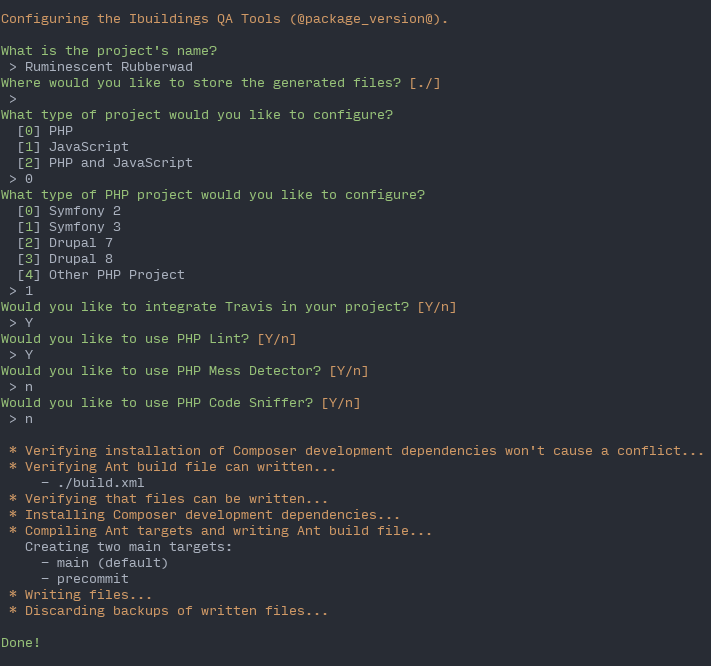 Configuring the Ibuildings QA Tools (@package_version@).
What is the project's name?
> Ruminescent Rubberwad
Where would you like to store the generated files? [./]
>
What type of project would you like to configure?
[0] PHP
[1] JavaScript
[2] PHP and JavaScript
> 0
What type of PHP project would you like to configure?
[0] Symfony 2
[1] Symfony 3
[2] Drupal 7
[3] Drupal 8
[4] Other PHP Project
> 1
Would you like to integrate Travis in your project? [Y/n]
> Y
Would you like to use PHP Lint? [Y/n]
> Y
Would you like to use PHP Mess Detector? [Y/n]
> n
Would you like to use PHP Code Sniffer? [Y/n]
> n
* Verifying installation of Composer development dependencies won't cause a conflict...
* Verifying Ant build file can written...
- ./build.xml
* Verifying that files can be written...
* Installing Composer development dependencies...
* Compiling Ant targets and writing Ant build file...
Creating two main targets:
- main (default)
- precommit
* Writing files...
* Discarding backups of written files...
Done!